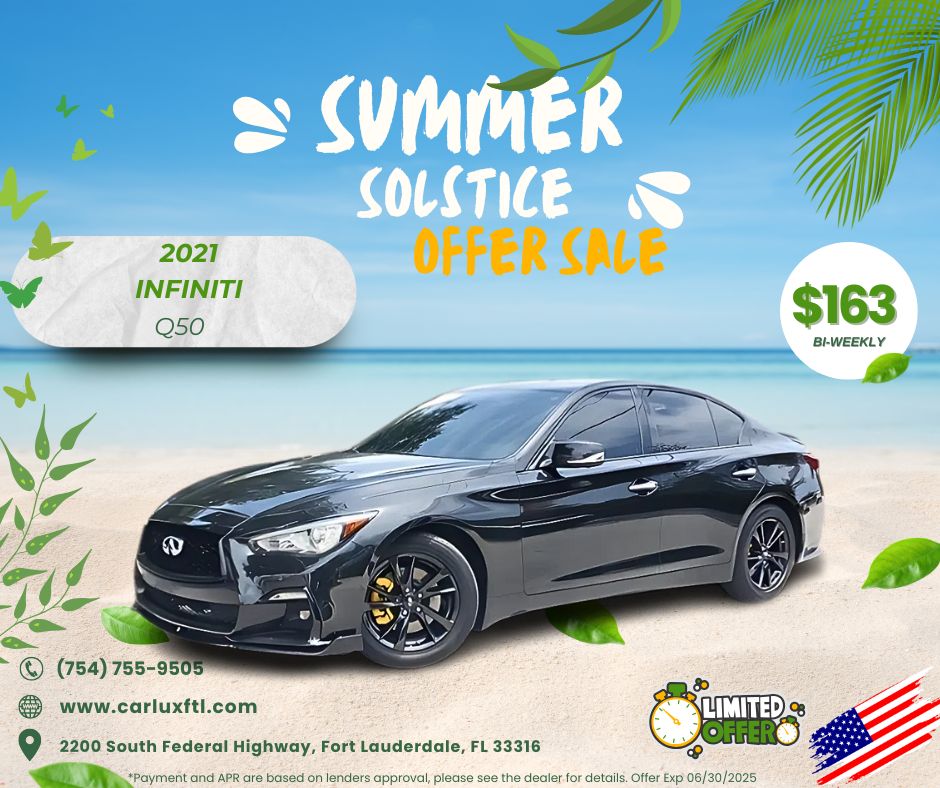 SUMMER
SOLSTICE
OFFER SALE
2021
INFINITI
Q50
$163
BI-WEEKLY
(754) 755-9505
www.carluxftl.com
2200 South Federal Highway, Fort Lauderdale, FL 33316
LIMITED
OFFER
*Payment and APR are based on lenders approval, please see the dealer for details. Offer Exp 06/30/2025